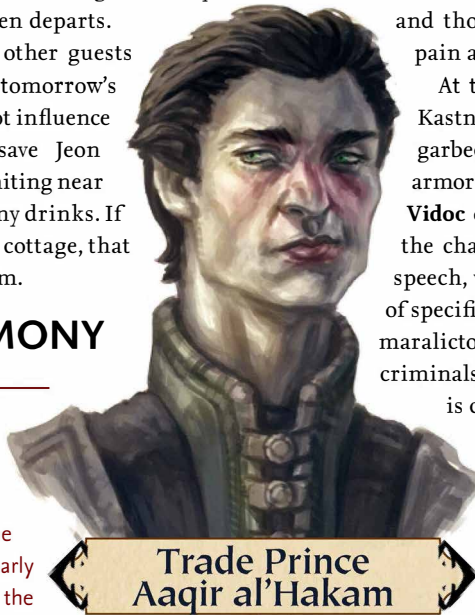 en departs.
other guests
tomorrow's
ot influence
save Jeon
iting near
ny drinks. If
cottage, that
m.
MONY
e
arly
the
and tho
pain a
At t
Kastn
garbe
armor
Vidoc
the cha
speech,
of specifi
maralicto
criminals
is
Trade Prince
Aaqir al'Hakam